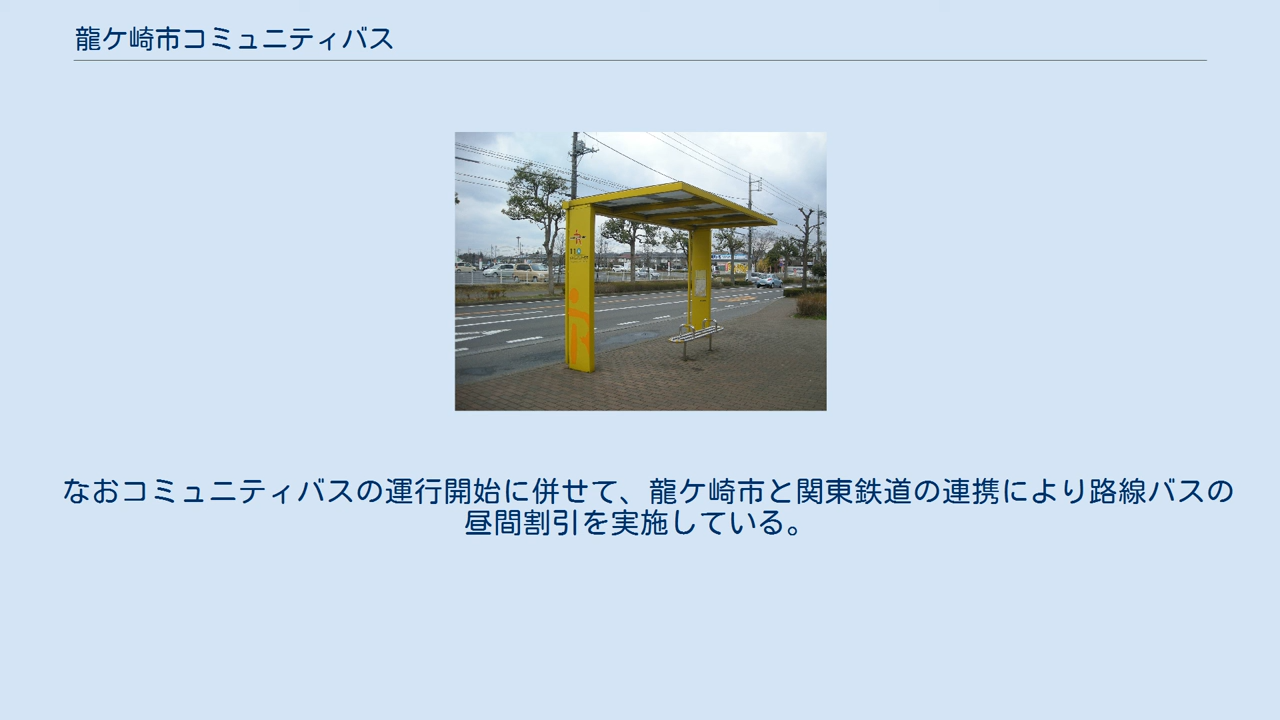 龍ケ崎市コミュニティバス
なおコミュニティバスの運行開始に併せて、龍ケ崎市と関東鉄道の連携により路線バスの
昼間割引を実施している。